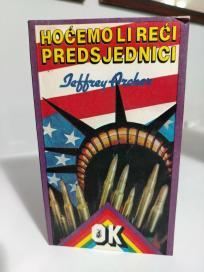 HOĆEMO LI REĆI
PREDSJEDNICI
Jeffrey Archer
OK